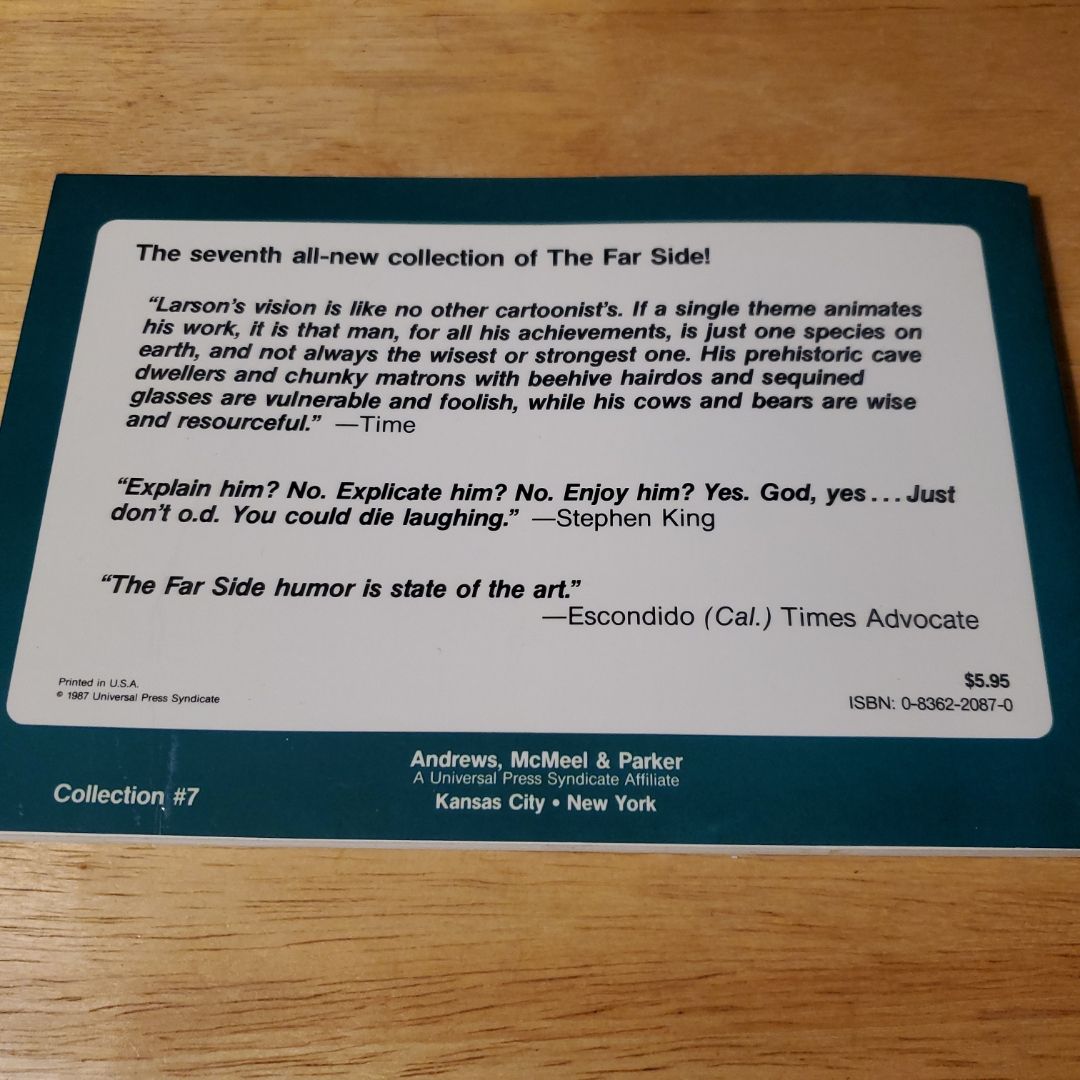 The seventh all-new collection of The Far Side!
“Larson’s vision is like no other cartoonist’s. If a single theme animates
his work, it is that man, for all his achievements, is just one species on
earth, and not always the wisest or strongest one. His prehistoric cave
dwellers and chunky matrons with beehive hairdos and sequined
glasses are vulnerable and foolish, while his cows and bears are wise
and resourceful.” —Time
“Explain him? No. Explicate him? No. Enjoy him? Yes. God, yes...Just
don’t o.d. You could die laughing.” —Stephen King
“The Far Side humor is state of the art.”
—Escondido (Cal.) Times Advocate
Printed in U.S.A.
© 1987 Universal Press Syndicate
$5.95
ISBN: 0-8362-2087-0
Andrews, McMeel & Parker
A Universal Press Syndicate Affiliate
Kansas City • New York
Collection #7